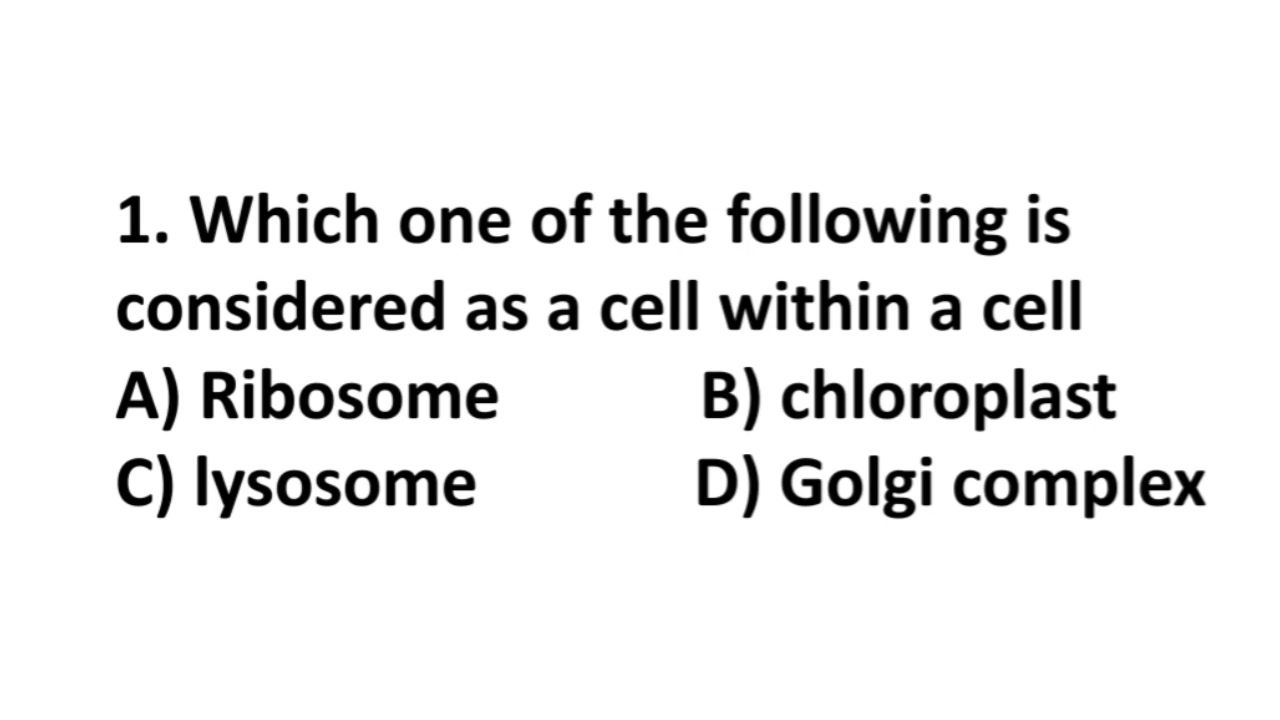 1. Which one of the following is
considered as a cell within a cell
A) Ribosome B) chloroplast
C) lysosome D) Golgi complex